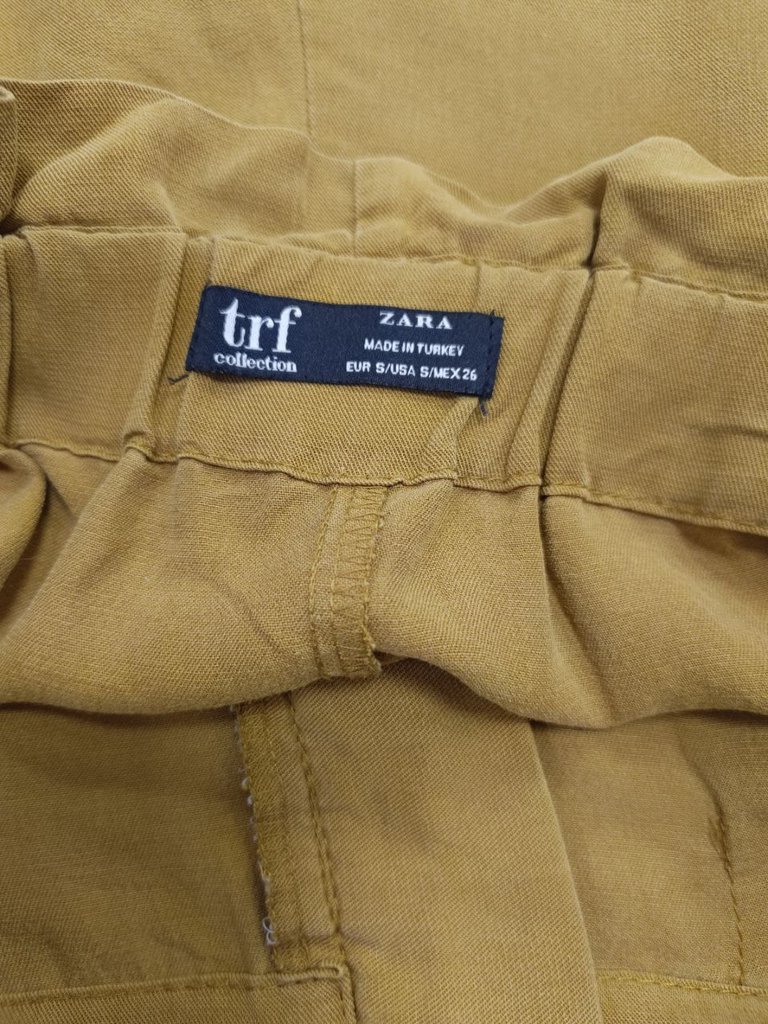 trf
collection
ZARA
MADE IN TURKEY
EUR S/USA S/MEX 26